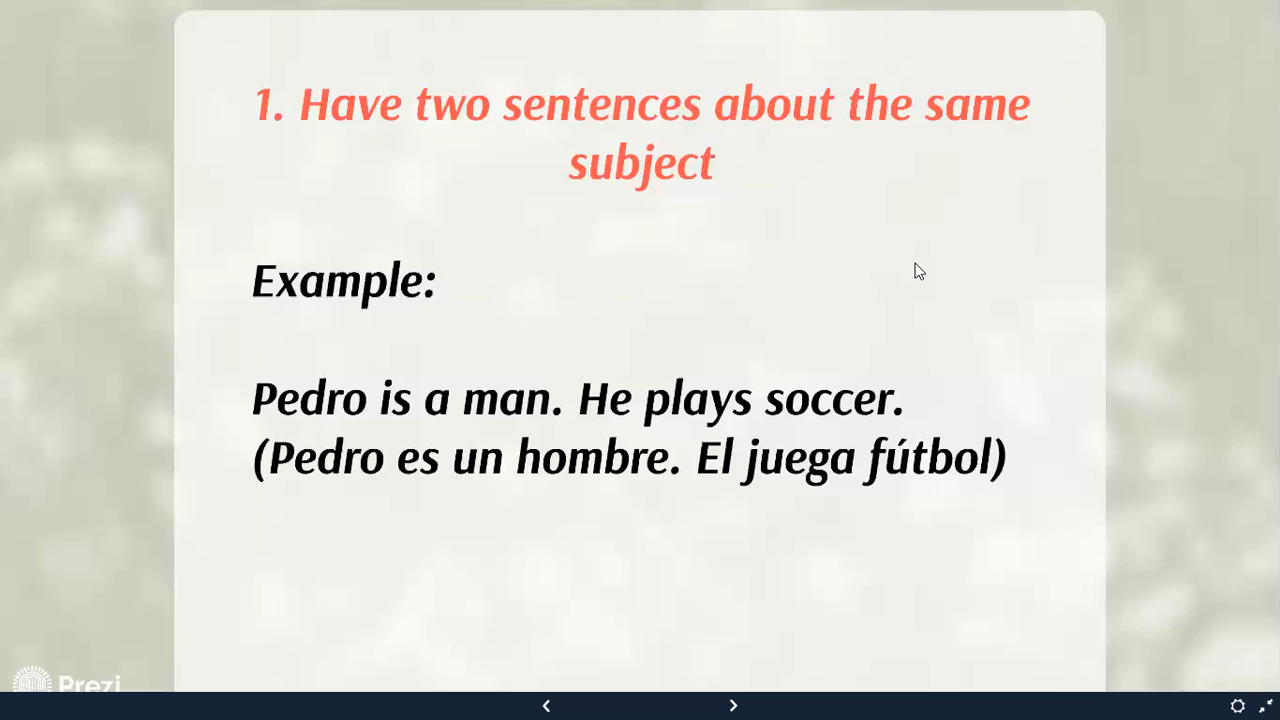 1. Have two sentences about the same
subject
Example:
Pedro is a man. He plays soccer.
(Pedro es un hombre. El juega fútbol)
Prezi